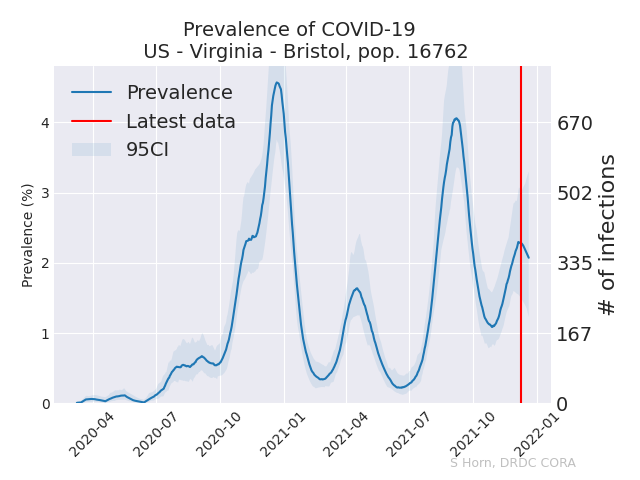 Prevalence of COVID-19
US - Virginia - Bristol, pop. 16762
Prevalence
Latest data
95CI
Prevalence (%)
4
3
2
1
0
# of infections
670
502
335
167
0
2020-04
2020-07
2020-10
2021-01
2021-04
2021-07
2021-10
2022-01
S Horn, DRDC CORA